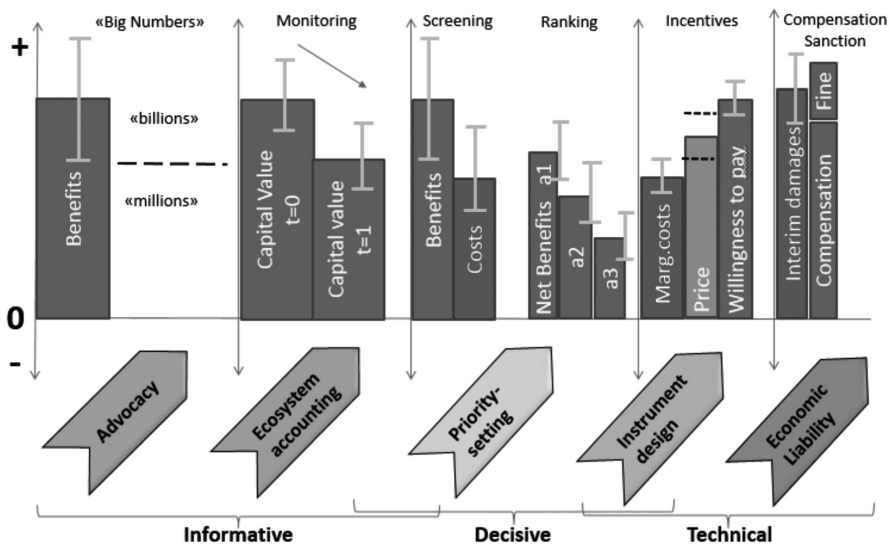 «Big Numbers»
Monitoring
Screening
Ranking
Incentives
Compensation
Sanction
+
0
-
«billions»
«millions»
Benefits
Capital Value
t=0
Capital value
t=1
Benefits
Costs
Net Benefits a1
a2
a3
Marg.costs
Price
Willingness to pay
Interim damages
Fine
Compensation
Advocacy
Ecosystem
accounting
Priority-
setting
Instrument
design
Economic
Liability
Informative
Decisive
Technical